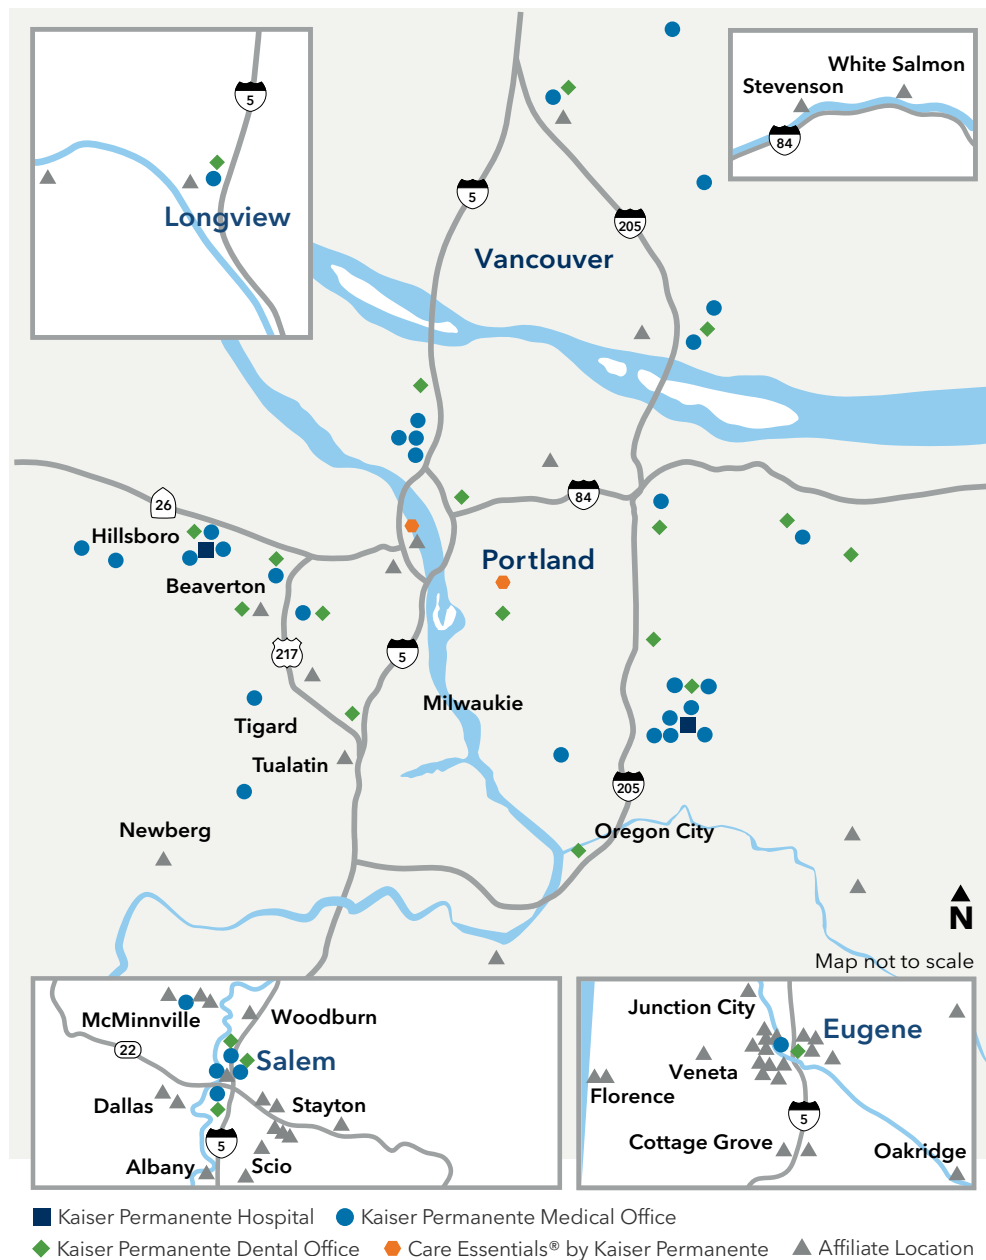 5
Longview
White Salmon
Stevenson
84
5
205
Vancouver
26
84
Hillsboro
Portland
Beaverton
217
5
Milwaukie
Tigard
Tualatin
205
Newberg
Oregon City
N
Map not to scale
McMinnville
Woodburn
22
Salem
Dallas
Stayton
5
Albany
Scio
Junction City
Eugene
Veneta
Florence
5
Cottage Grove
Oakridge
Kaiser Permanente Hospital Kaiser Permanente Medical Office
Kaiser Permanente Dental Office Care Essentials® by Kaiser Permanente Affiliate Location